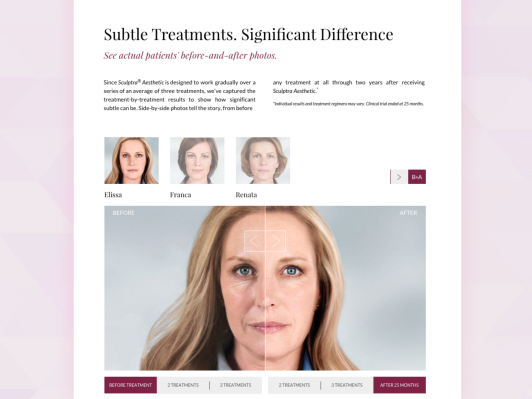 Subtle Treatments. Significant Difference
See actual patients' before-and-after photos.
Since Sculptra® Aesthetic is designed to work gradually over a
series of an average of three treatments, we've captured the
treatment-by-treatment results to show how significant
subtle can be. Side-by-side photos tell the story, from before
any treatment at all through two years after receiving
Sculptra Aesthetic.*
*Individual results and treatment regimens may vary. Clinical trial ended at 25 months.
B+A
Elissa
Franca
Renata
BEFORE
AFTER
BEFORE TREATMENT
2 TREATMENTS
3 TREATMENTS
2 TREATMENTS
3 TREATMENTS
AFTER 25 MONTHS